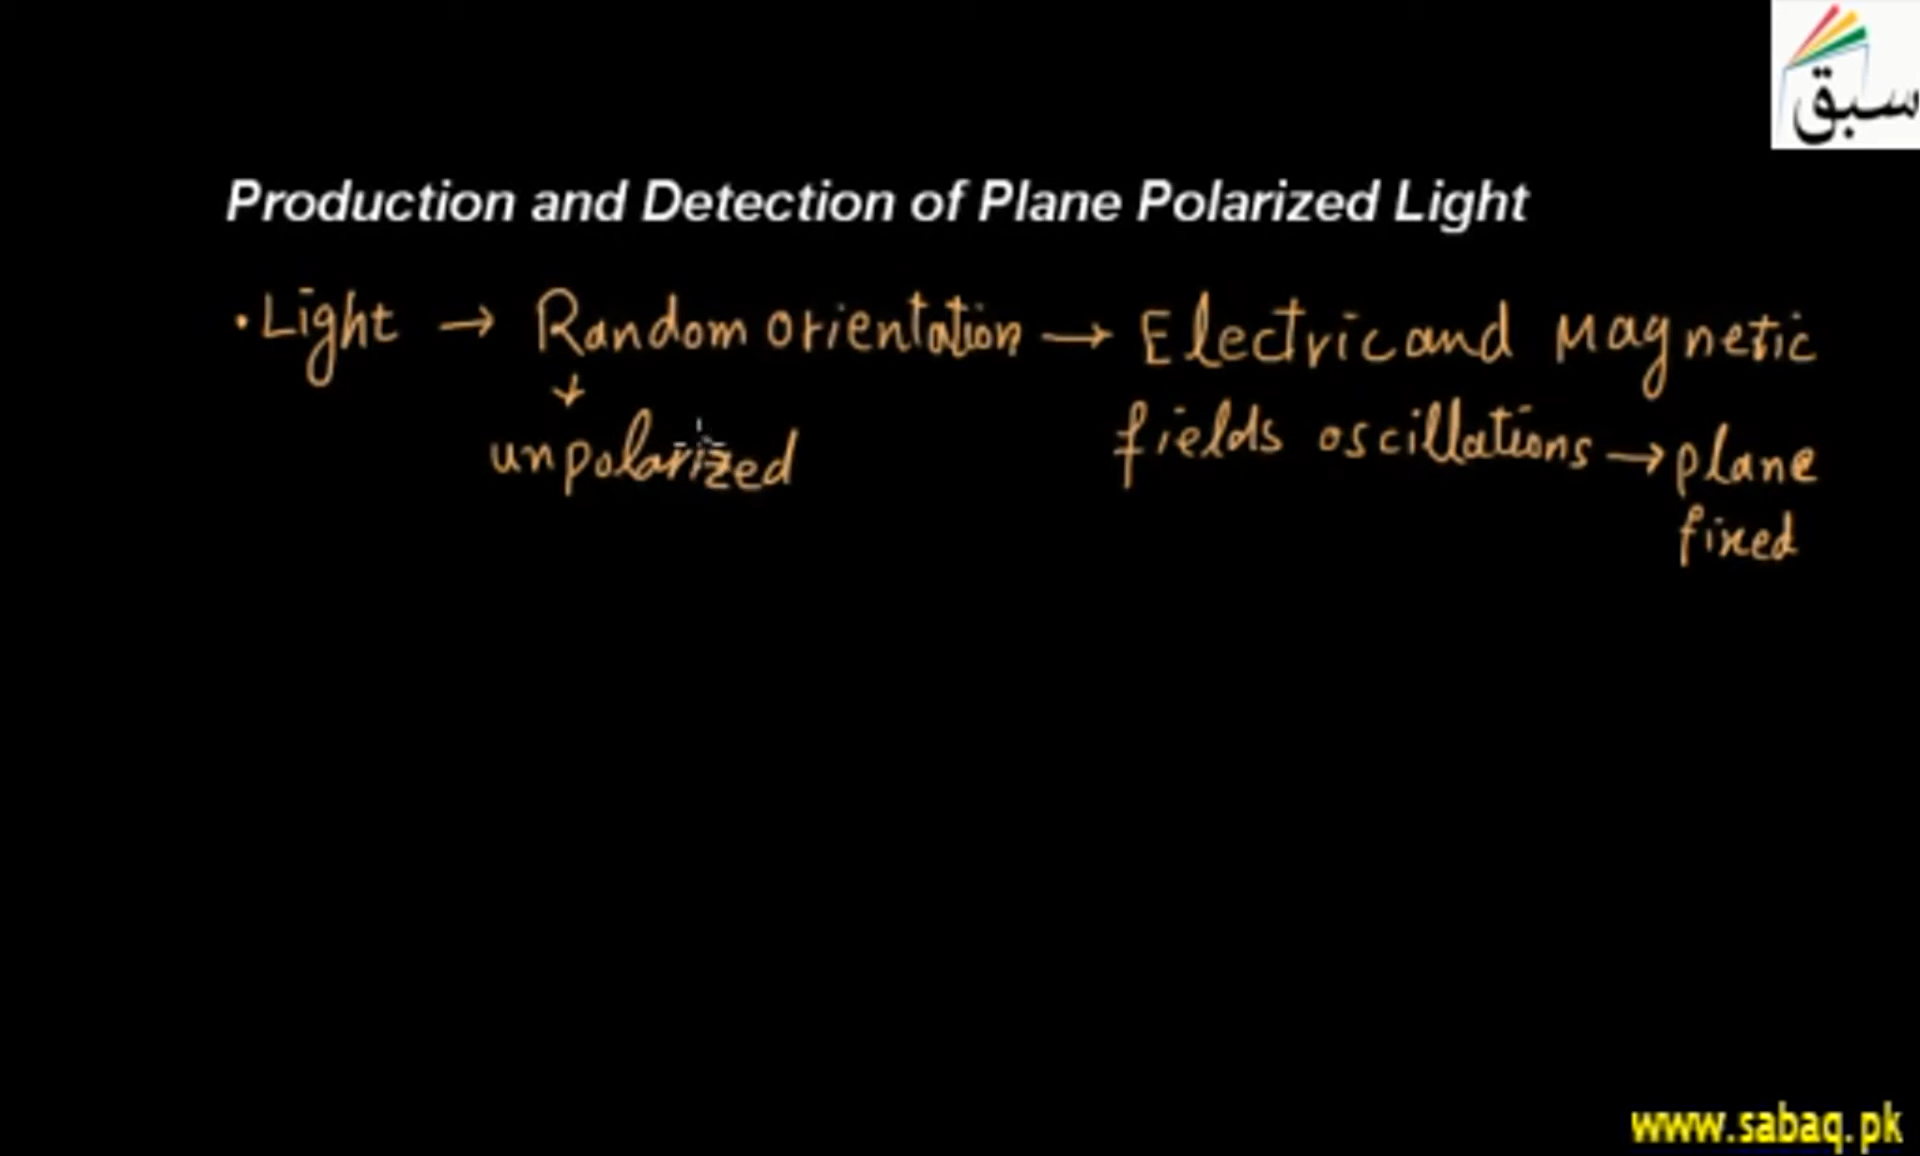 سبق
Production and Detection of Plane Polarized Light
• Light → Random orientation → Electric and Magnetic
↓
unpolarized
fields oscillations → plane
fixed
www.sabaq.pk